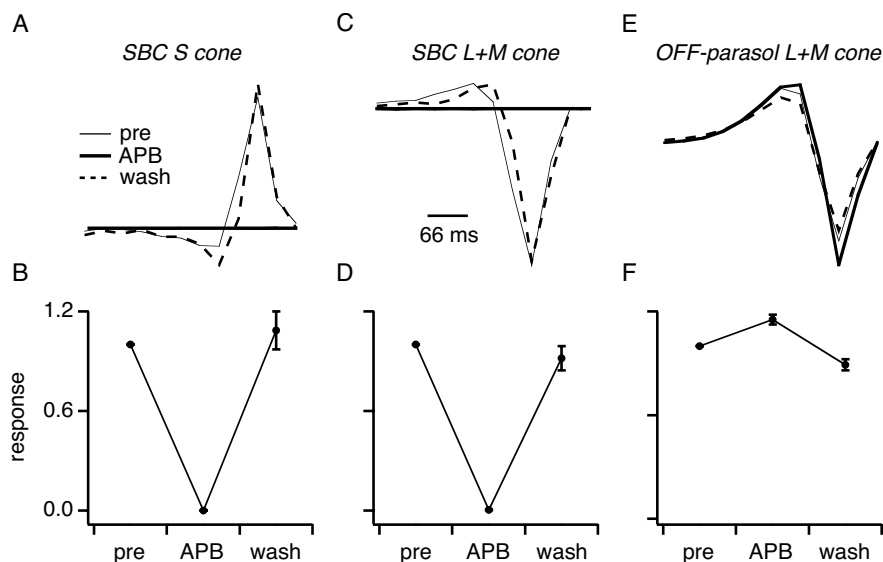 A
SBC S cone
C
SBC L+M cone
E
OFF-parasol L+M cone
pre
APB
wash
66 ms
B
D
F
response
1.2
0.6
0.0
pre APB wash
pre APB wash
pre APB wash